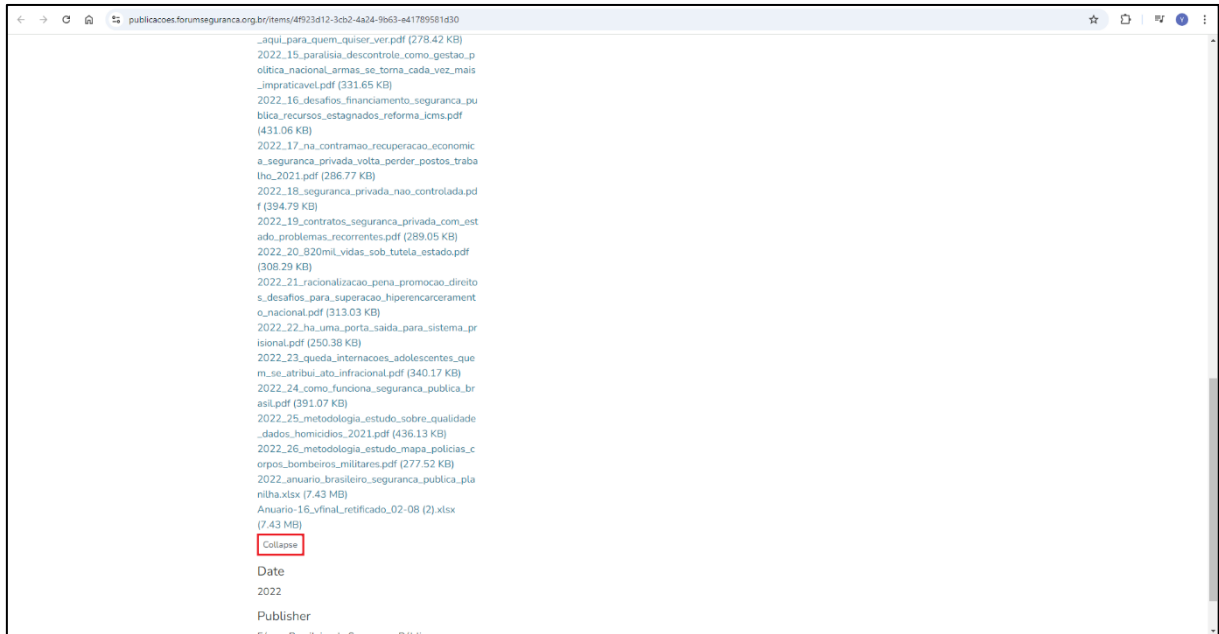 publicacoes.forumseguranca.org.br/items/4f923d12-3cb2-4a24-9b63-e41789581d30
Y
_aqui_para_quem_quiser_ver.pdf (278.42 KB)
2022_15_paralisia_descontrole_como_gestao_p
olitica_nacional_armas_se_torna_cada_vez_mais
_impraticavel.pdf (331.65 KB)
2022_16_desafios_financiamento_seguranca_pu
blica_recursos_estagnados_reforma_icms.pdf
(431.06 KB)
2022_17_na_contramao_recuperacao_economic
a_seguranca_privada_volta_perder_postos_traba
lho_2021.pdf (286.77 KB)
2022_18_seguranca_privada_nao_controlada.pd
f (394.79 KB)
2022_19_contratos_seguranca_privada_com_est
ado_problemas_recorrentes.pdf (289.05 KB)
2022_20_820mil_vidas_sob_tutela_estado.pdf
(308.29 KB)
2022_21_racionalizacao_pena_promocao_direito
s_desafios_para_superacao_hiperencarcerament
o_nacional.pdf (313.03 KB)
2022_22_ha_uma_porta_saida_para_sistema_pr
isional.pdf (250.38 KB)
2022_23_queda_internacoes_adolescentes_que
m_se_atribui_ato_infracional.pdf (340.17 KB)
2022_24_como_funciona_seguranca_publica_br
asil.pdf (391.07 KB)
2022_25_metodologia_estudo_sobre_qualidade
_dados_homicidios_2021.pdf (436.13 KB)
2022_26_metodologia_estudo_mapa_policias_c
orpos_bombeiros_militares.pdf (277.52 KB)
2022_anuario_brasileiro_seguranca_publica_pla
nilha.xlsx (7.43 MB)
Anuario-16_vfinal_retificado_02-08 (2).xlsx
(7.43 MB)
Collapse
Date
2022
Publisher